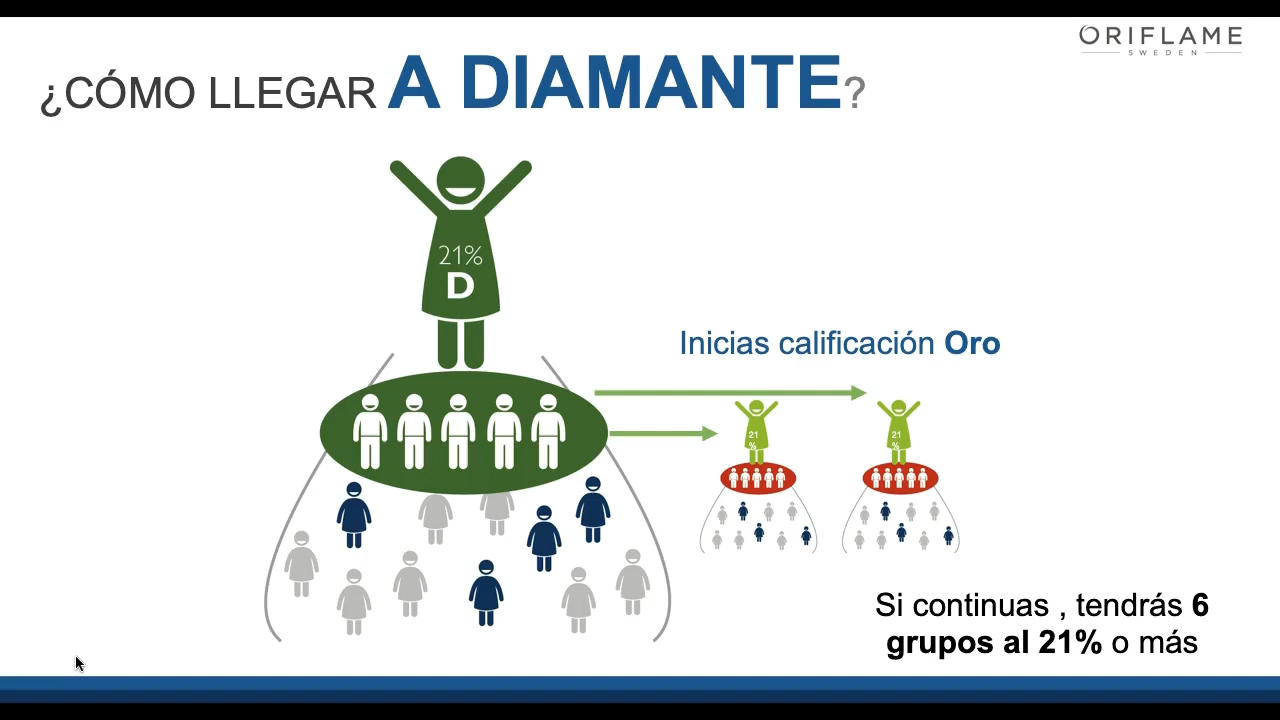 ORIFLAME
SWEDEN
¿CÓMO LLEGAR A DIAMANTE?
21%
D
Inicias calificación Oro
21
%
21
%
Si continuas , tendrás 6
grupos al 21% o más